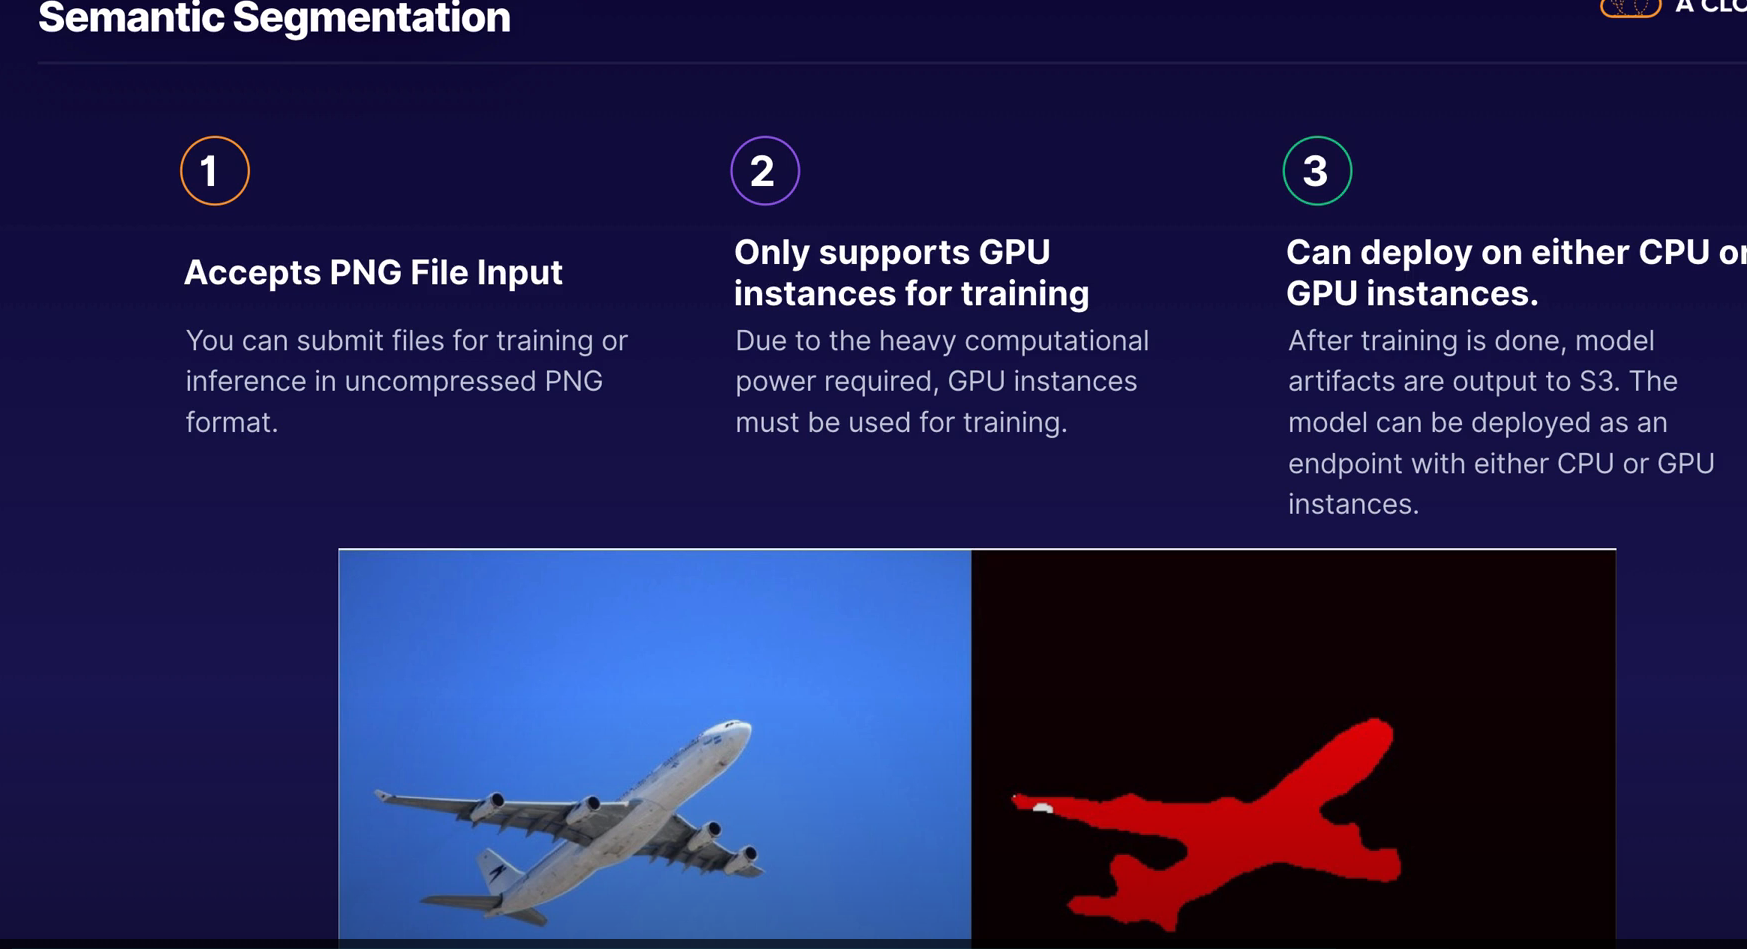 Semantic Segmentation
A CLO
1
2
3
Accepts PNG File Input
You can submit files for training or
inference in uncompressed PNG
format.
Only supports GPU
instances for training
Due to the heavy computational
power required, GPU instances
must be used for training.
Can deploy on either CPU or
GPU instances.
After training is done, model
artifacts are output to S3. The
model can be deployed as an
endpoint with either CPU or GPU
instances.